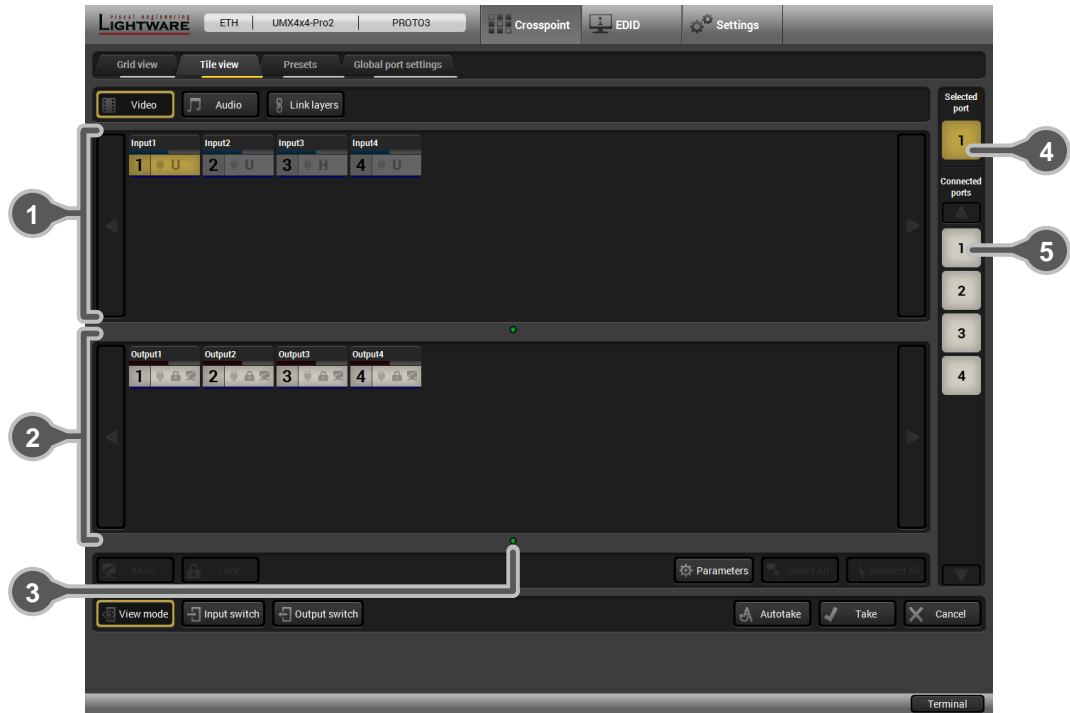 visual engineering
LIGHTWARE
ETH UMX4x4-Pro2 PROTO3
Crosspoint
EDID
Settings
Grid view
Tile view
Presets
Global port settings
Video
Audio
Link layers
Selected port
1
Connected ports
1
2
3
4
Input1
1 U
Input2
2 U
Input3
3 H
Input4
4 U
Output1
1
Output2
2
Output3
3
Output4
4
Mute
Lock
Parameters
Select All
Deselect All
View mode
Input switch
Output switch
Autotake
Take
Cancel
Terminal
1
2
3
4
5